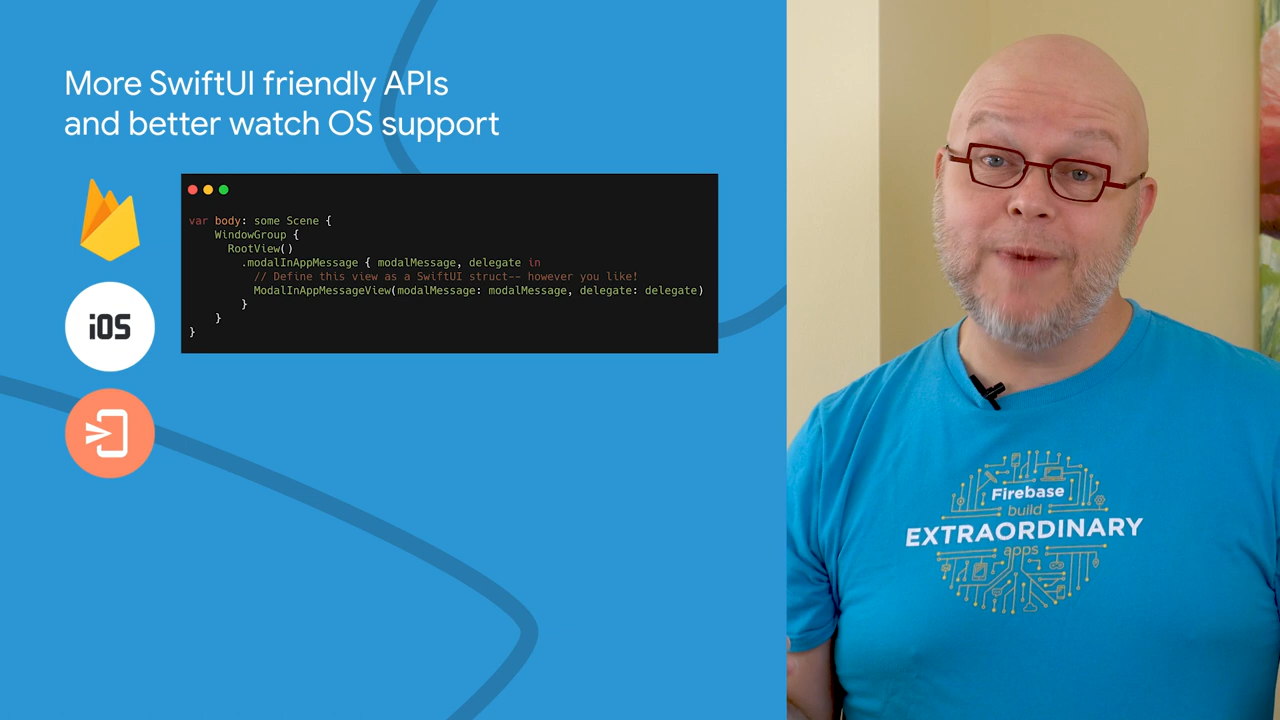 More SwiftUI friendly APIs
and better watch OS support
var body: some Scene {
WindowGroup {
RootView()
.modalInAppMessage { modalMessage, delegate in
// Define this view as a SwiftUI struct-- however you like!
ModalInAppMessageView(modalMessage: modalMessage, delegate: delegate)
}
}
}
iOS
Firebase
build
EXTRAORDINARY
apps